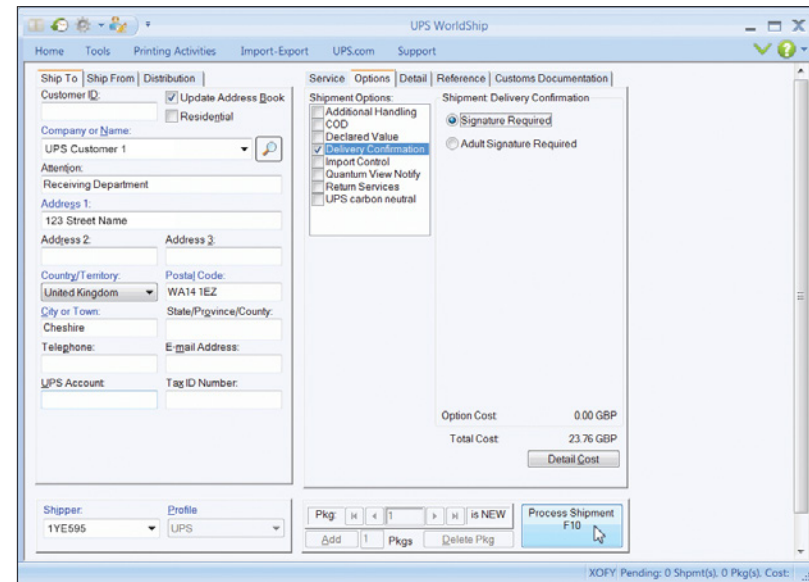 UPS WorldShip
Home Tools Printing Activities Import-Export UPS.com Support
Ship To Ship From Distribution
Customer ID:
Update Address Book
Residential
Company or Name:
UPS Customer 1
Attention:
Receiving Department
Address 1:
123 Street Name
Address 2: Address 3:
Country/Territory: Postal Code:
United Kingdom WA14 1EZ
City or Town: State/Province/County:
Cheshire
Telephone: E-mail Address:
UPS Account Tax ID Number:
Service Options Detail Reference Customs Documentation
Shipment Options:
Additional Handling
COD
Declared Value
Delivery Confirmation
Import Control
Quantum View Notify
Return Services
UPS carbon neutral
Shipment Delivery Confirmation
Signature Required
Adult Signature Required
Option Cost 0.00 GBP
Total Cost 23.76 GBP
Detail Cost
Shipper: Profile
1YE595 UPS
Pkg: 1 is NEW
Add 1 Pkgs Delete Pkg
Process Shipment
F10
XOFY Pending: 0 Shpmt(s), 0 Pkg(s). Cost: